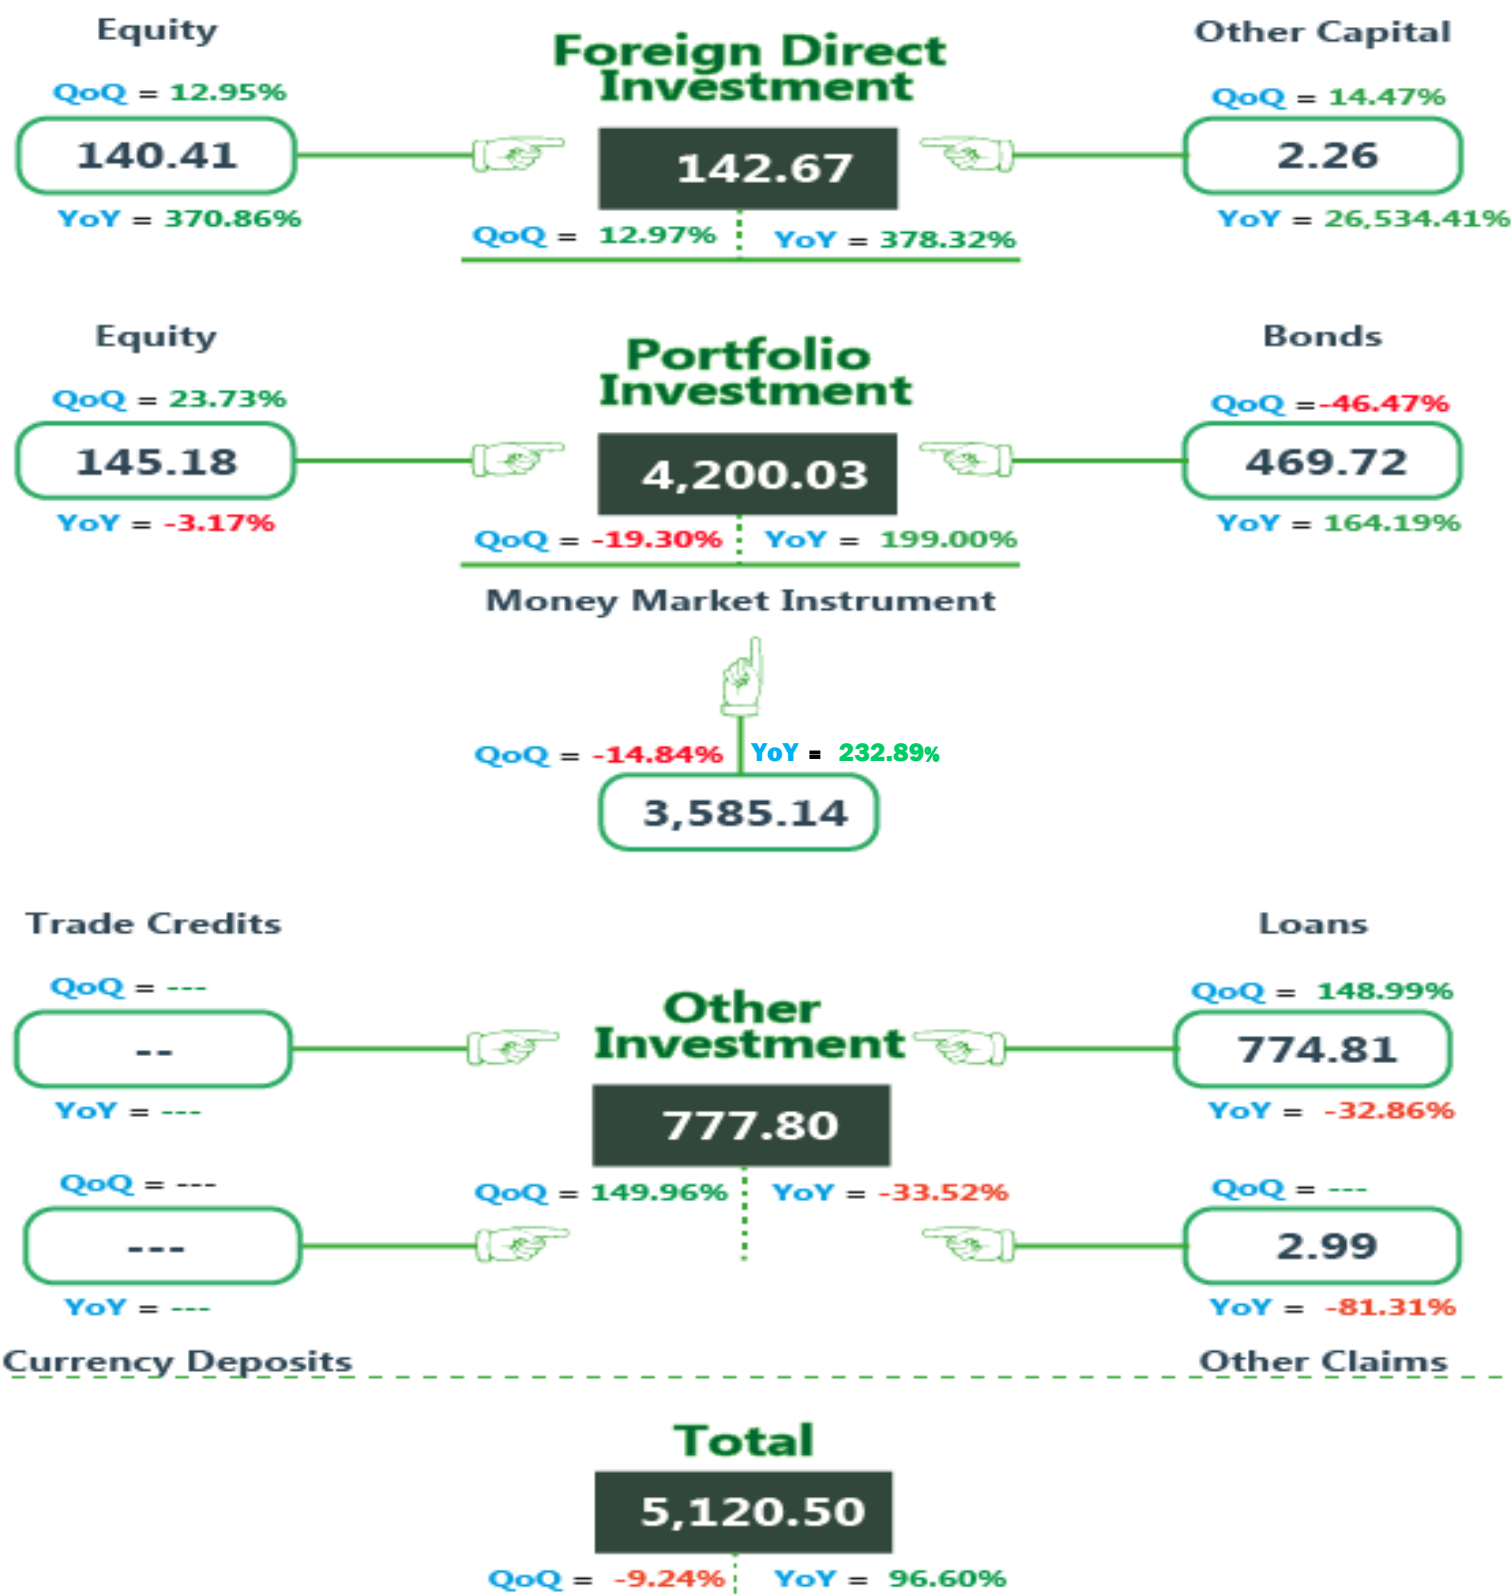 Equity
QoQ = 12.95%
140.41
YoY = 370.86%
Foreign Direct
Investment
142.67
QoQ = 12.97%
YoY = 378.32%
Other Capital
QoQ = 14.47%
2.26
YoY = 26,534.41%
Equity
QoQ = 23.73%
145.18
YoY = -3.17%
Portfolio
Investment
4,200.03
QoQ = -19.30%
YoY = 199.00%
Bonds
QoQ =-46.47%
469.72
YoY = 164.19%
Money Market Instrument
QoQ = -14.84%
YoY = 232.89%
3,585.14
Trade Credits
QoQ = ---
--
YoY = ---
Other
Investment
777.80
QoQ = 149.96%
YoY = -33.52%
Loans
QoQ = 148.99%
774.81
YoY = -32.86%
QoQ = ---
---
YoY = ---
Currency Deposits
QoQ = ---
2.99
YoY = -81.31%
Other Claims
Total
5,120.50
QoQ = -9.24%
YoY = 96.60%